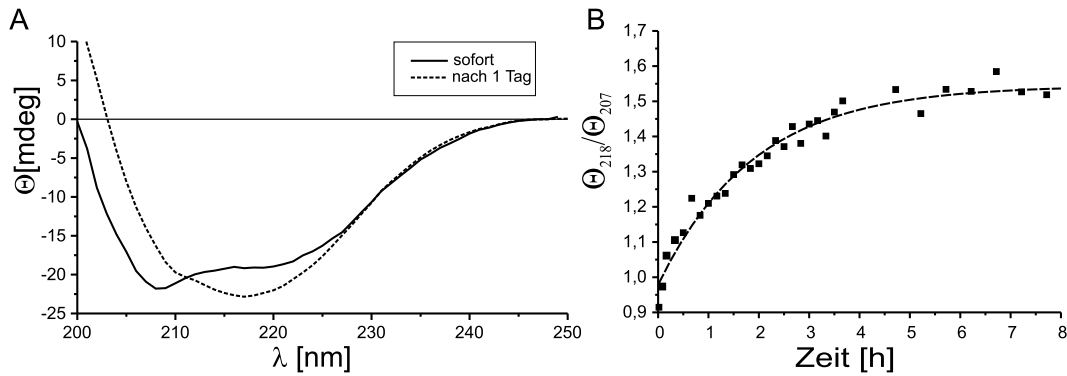 A
10
5
0
-5
-10
-15
-20
-25
Θ[mdeg]
200 210 220 230 240 250
λ [nm]
sofort
nach 1 Tag
B
1,7
1,6
1,5
1,4
1,3
1,2
1,1
1,0
0,9
Θ218/Θ207
0 1 2 3 4 5 6 7 8
Zeit [h]